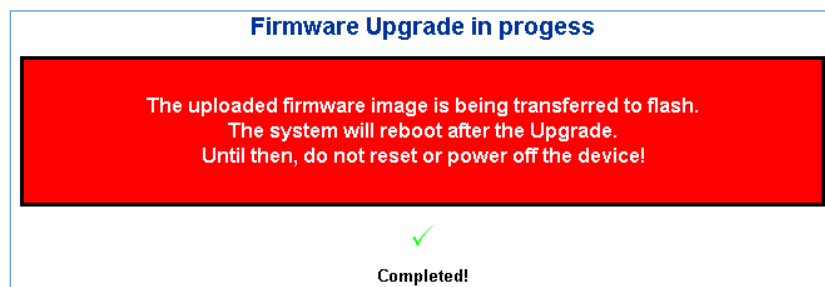 Firmware Upgrade in progess
The uploaded firmware image is being transferred to flash.
The system will reboot after the Upgrade.
Until then, do not reset or power off the device!
Completed!